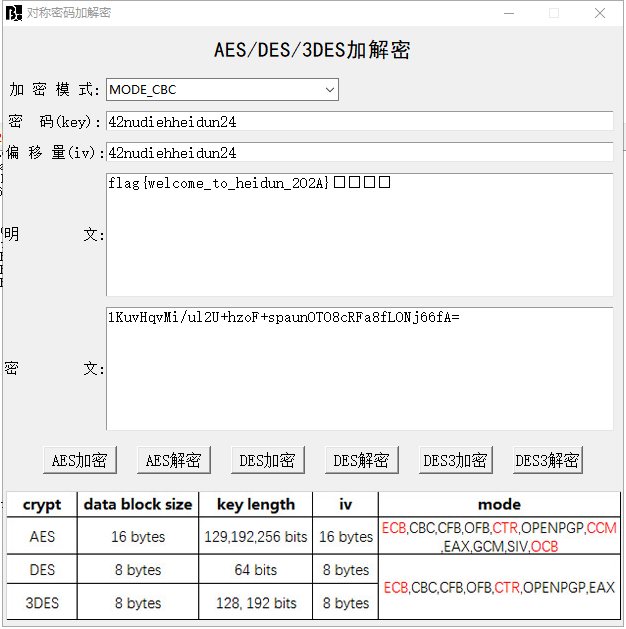 对称密码加解密
AES/DES/3DES加解密
加 密 模 式: MODE_CBC
密 码(key): 42nudiehheidun24
偏 移 量(iv): 42nudiehheidun24
明 文: flag{welcome_to_heidun_202A}□□□□
密 文: 1KuvHqvMi/ul2U+hzoF+spaunOTO8cRFa8fLONj66fA=
AES加密 AES解密 DES加密 DES解密 DES3加密 DES3解密
crypt data block size key length iv mode
AES 16 bytes 129,192,256 bits 16 bytes ECB,CBC,CFB,OFB,CTR,OPENPGP,CCM
,EAX,GCM,SIV,OCB
DES 8 bytes 64 bits 8 bytes
ECB,CBC,CFB,OFB,CTR,OPENPGP,EAX
3DES 8 bytes 128, 192 bits 8 bytes